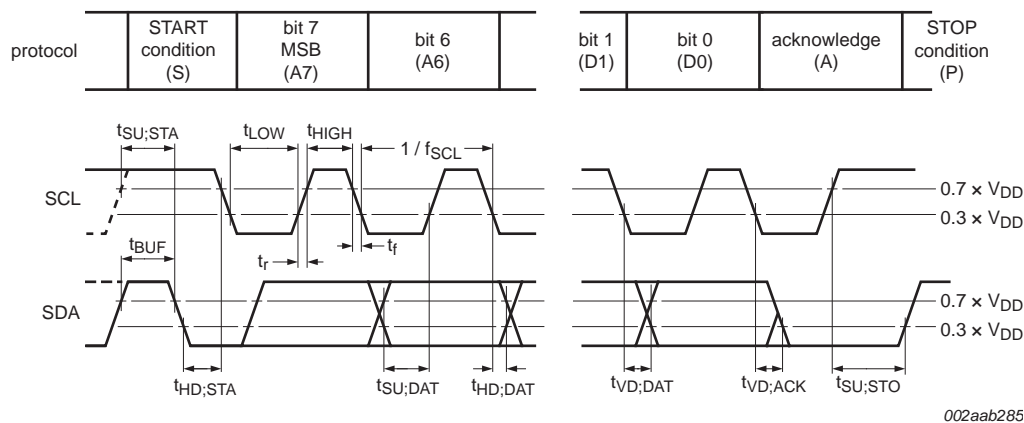 protocol
START
condition
(S)
bit 7
MSB
(A7)
bit 6
(A6)
bit 1
(D1)
bit 0
(D0)
acknowledge
(A)
STOP
condition
(P)
tSU;STA
tLOW
tHIGH
1 / fSCL
SCL
0.7 × VDD
0.3 × VDD
tBUF
tr
tf
SDA
0.7 × VDD
0.3 × VDD
tHD;STA
tSU;DAT
tHD;DAT
tVD;DAT
tVD;ACK
tSU;STO
002aab285